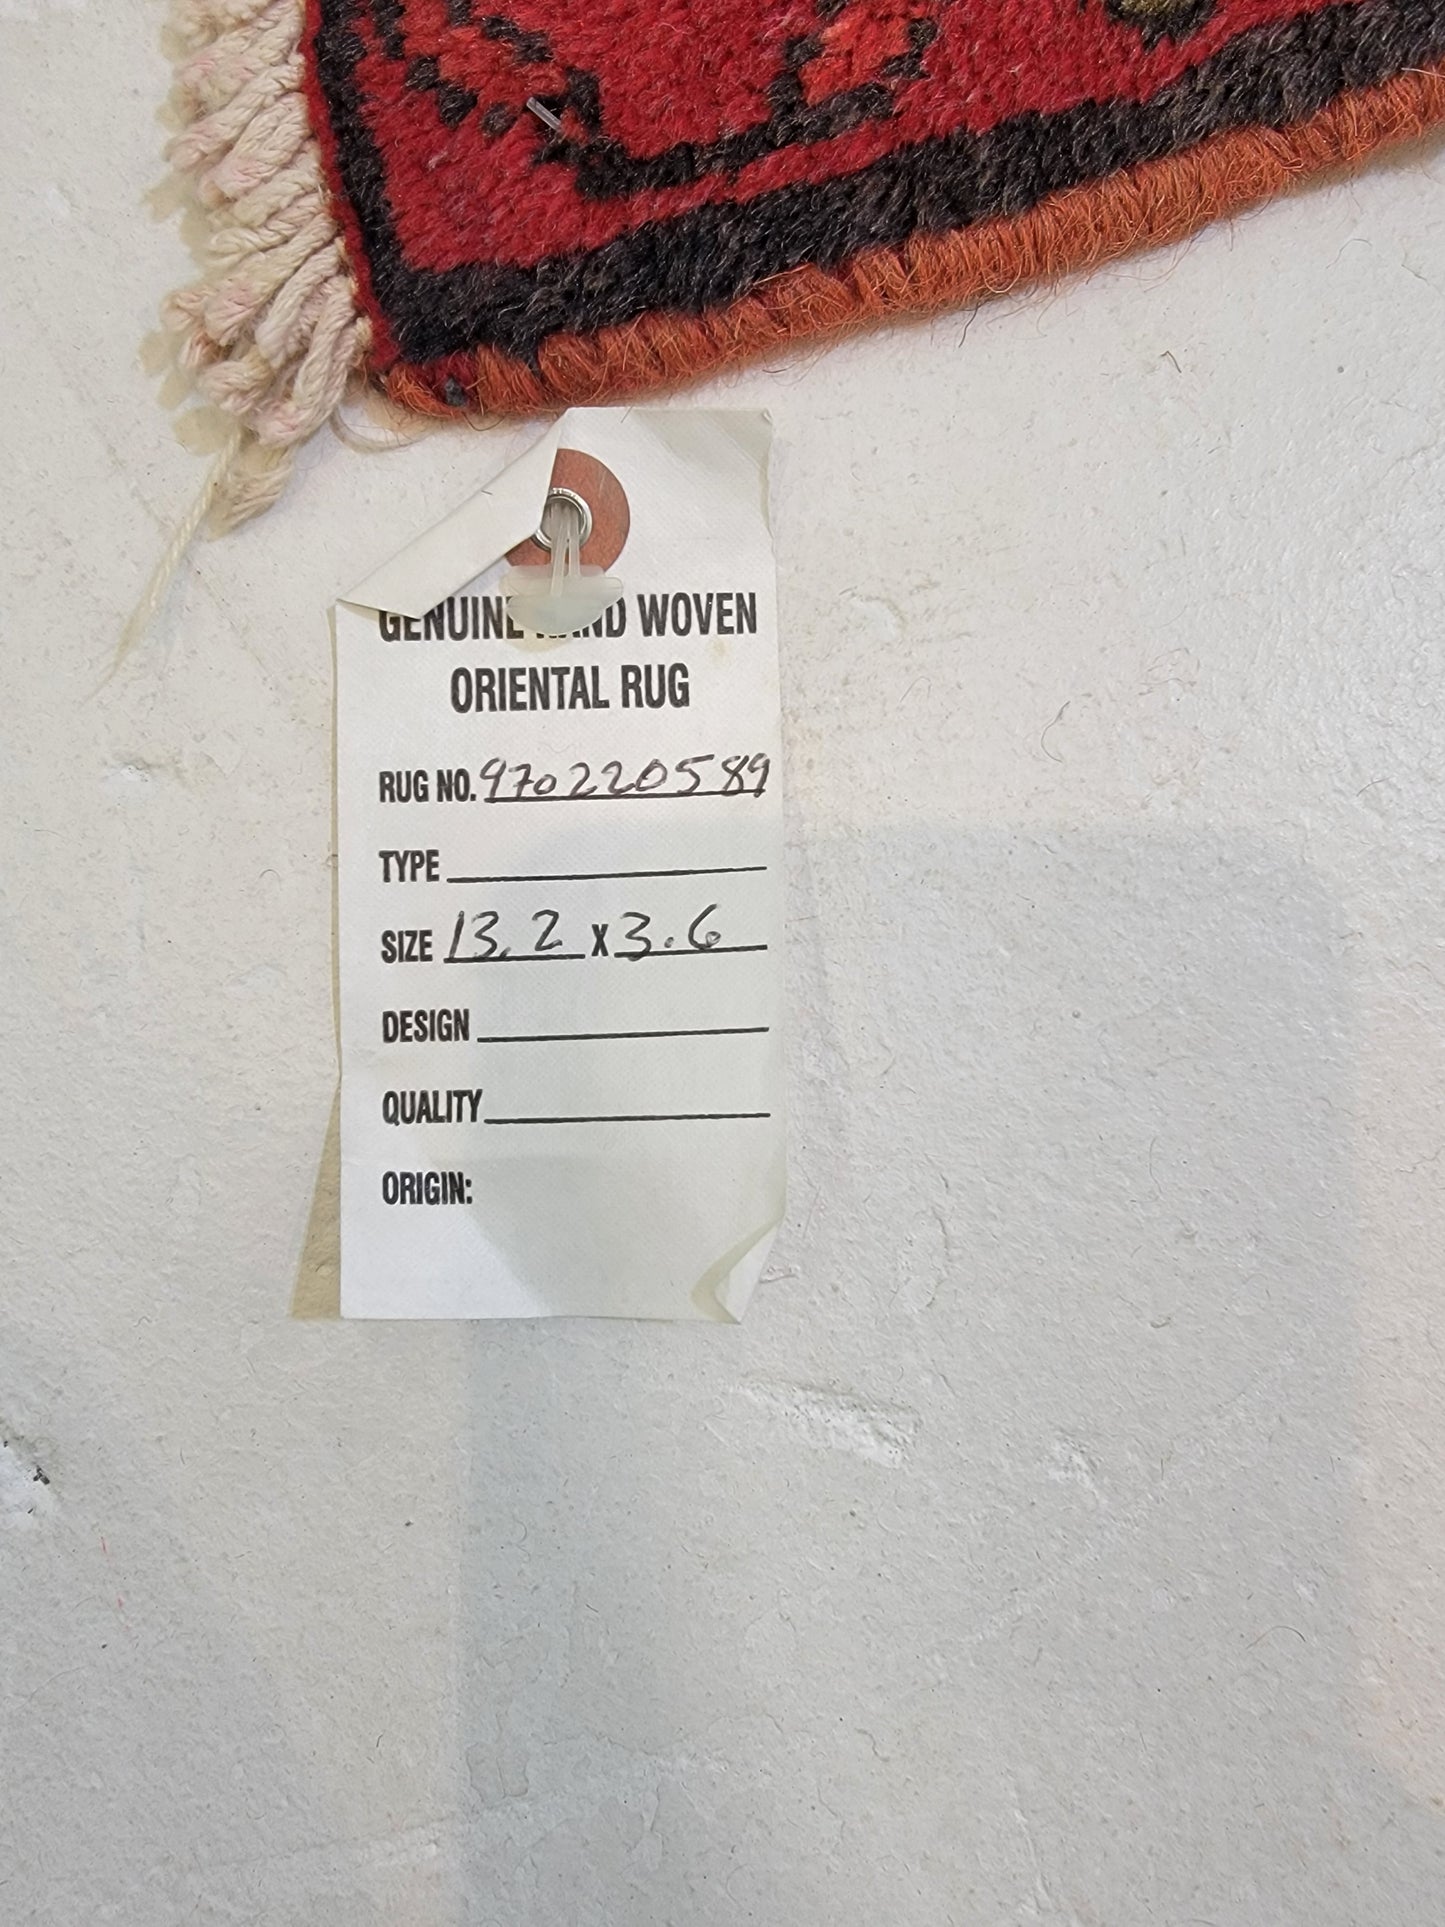 GENUINE HAND WOVEN
ORIENTAL RUG
RUG NO. 970220589
TYPE
SIZE 13.2 X 3.6
DESIGN
QUALITY
ORIGIN: